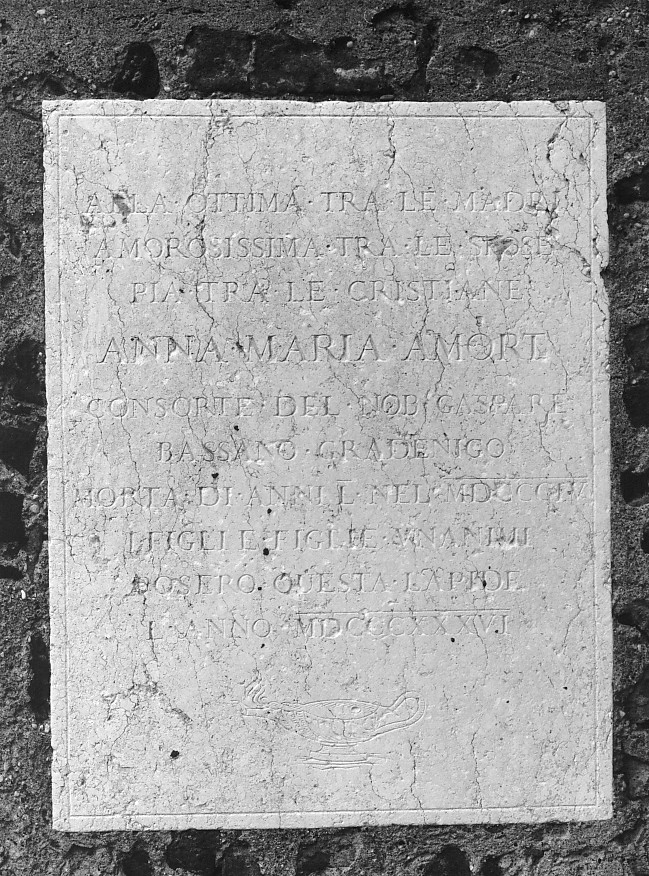 ALLA · OTTIMA · TRA · LE · MADRI
AMOROSISSIMA · TRA · LE · SPOSE
PIA · TRA · LE · CRISTIANE
ANNA · MARIA · AMORT
CONSORTE · DEL · NOB · GASPARE
BASSANO · GRADENIGO
MORTA · DI · ANNI · L · NEL · MDCCCIV
I · FIGLI · E · FIGLIE · UNANIMI
POSERO · QUESTA · LAPIDE
L · ANNO · MDCCCXXXVI